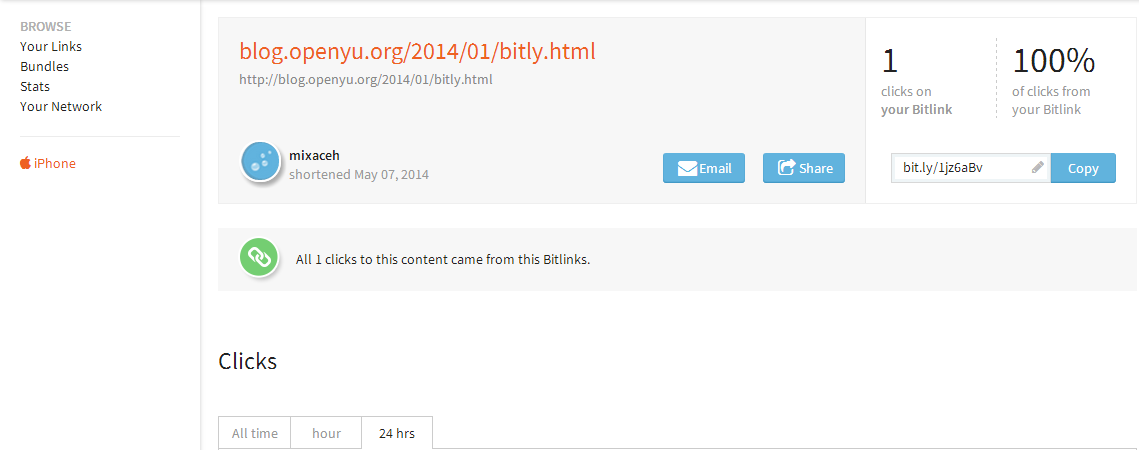 BROWSE
Your Links
Bundles
Stats
Your Network
iPhone
blog.openyu.org/2014/01/bitly.html
http://blog.openyu.org/2014/01/bitly.html
mixaceh
shortened May 07, 2014
Email
Share
1
clicks on
your Bitlink
100%
of clicks from
your Bitlink
bit.ly/1jz6aBv
Copy
All 1 clicks to this content came from this Bitlinks.
Clicks
All time
hour
24 hrs